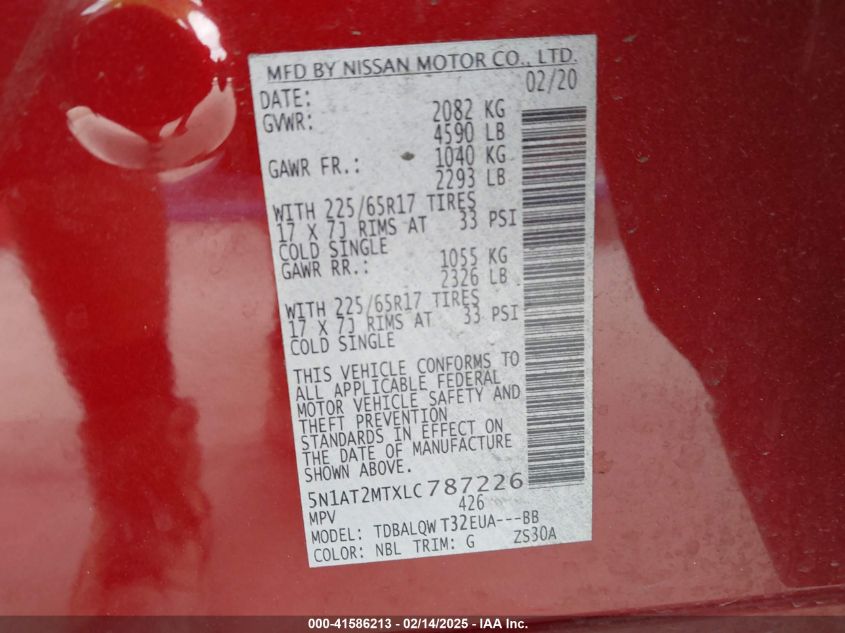 MFD BY NISSAN MOTOR CO., LTD.
DATE: 02/20
GVWR: 2082 KG
4590 LB
GAWR FR.: 1040 KG
2293 LB
WITH 225/65R17 TIRES
17 X 7J RIMS AT 33 PSI
COLD SINGLE
GAWR RR.: 1055 KG
2326 LB
WITH 225/65R17 TIRES
17 X 7J RIMS AT 33 PSI
COLD SINGLE
THIS VEHICLE CONFORMS TO
ALL APPLICABLE FEDERAL
MOTOR VEHICLE SAFETY AND
THEFT PREVENTION
STANDARDS IN EFFECT ON
THE DATE OF MANUFACTURE
SHOWN ABOVE.
5N1AT2MTXLC787226
MPV 426
MODEL: TDBALQWT32EUA---BB
COLOR: NBL TRIM: G ZS30A
000-41586213 - 02/14/2025 - IAA Inc.